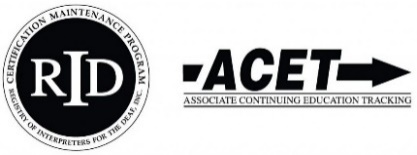 CERTIFICATION MAINTENANCE PROGRAM
RID
REGISTRY OF INTERPRETERS FOR THE DEAF, INC.
ACET
ASSOCIATE CONTINUING EDUCATION TRACKING